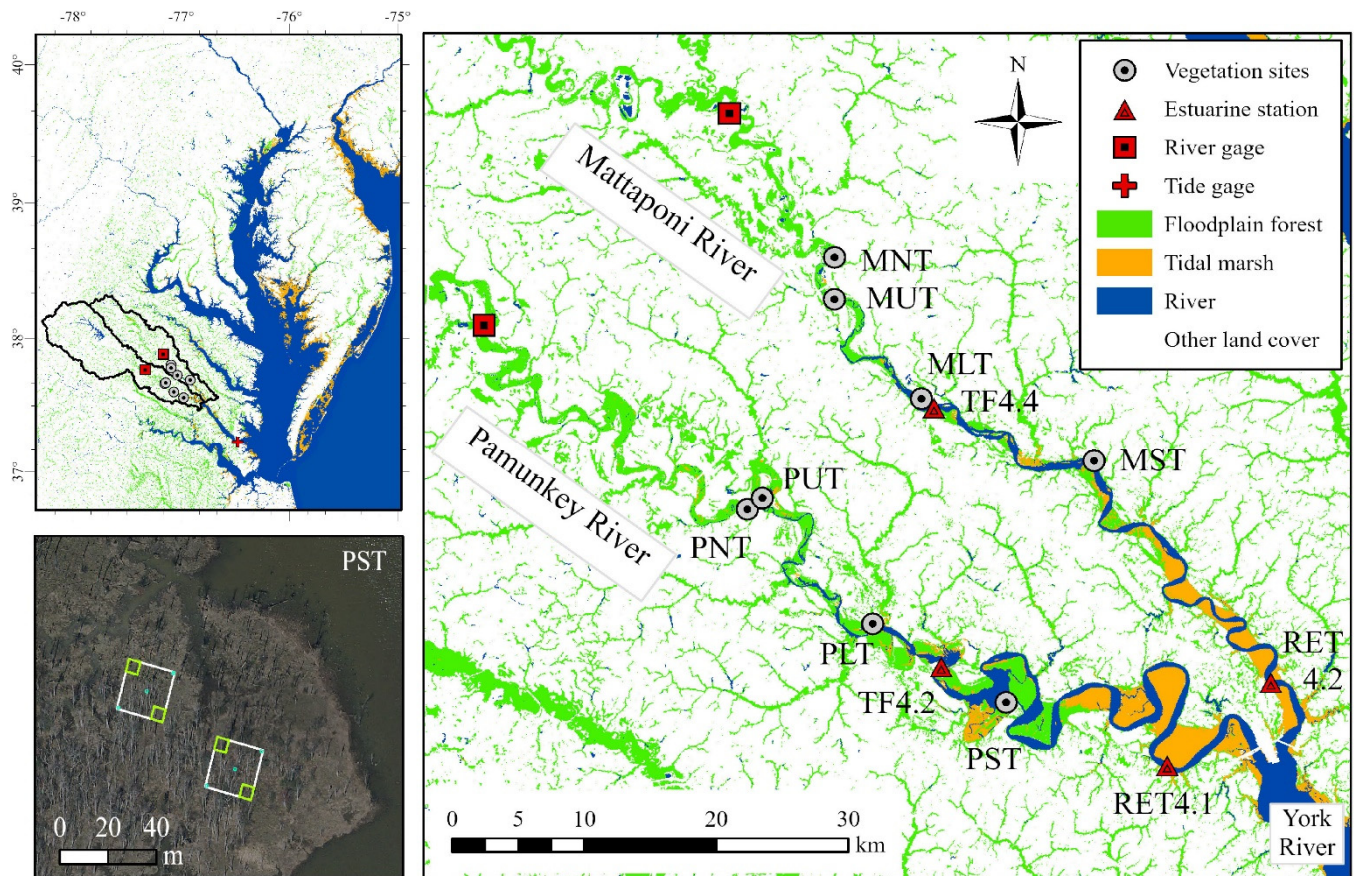 -78°
-77°
-76°
-75°
40°
39°
38°
37°
PST
0 20 40
m
N
Vegetation sites
Estuarine station
River gage
Tide gage
Floodplain forest
Tidal marsh
River
Other land cover
Mattaponi River
MNT
MUT
MLT
TF4.4
MST
Pamunkey River
PUT
PNT
PLT
TF4.2
PST
RET
4.2
RET4.1
York
River
0 5 10 20 30
km